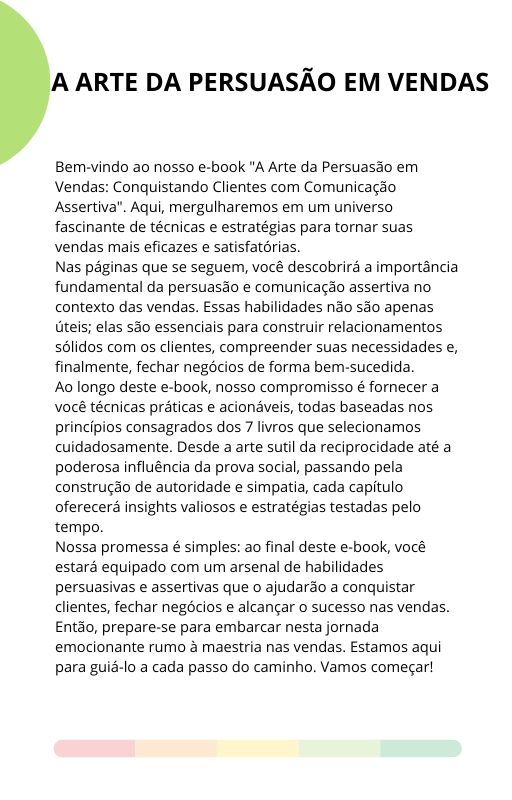 A ARTE DA PERSUASÃO EM VENDAS
Bem-vindo ao nosso e-book "A Arte da Persuasão em
Vendas: Conquistando Clientes com Comunicação
Assertiva". Aqui, mergulharemos em um universo
fascinante de técnicas e estratégias para tornar suas
vendas mais eficazes e satisfatórias.
Nas páginas que se seguem, você descobrirá a importância
fundamental da persuasão e comunicação assertiva no
contexto das vendas. Essas habilidades não são apenas
úteis; elas são essenciais para construir relacionamentos
sólidos com os clientes, compreender suas necessidades e,
finalmente, fechar negócios de forma bem-sucedida.
Ao longo deste e-book, nosso compromisso é fornecer a
você técnicas práticas e acionáveis, todas baseadas nos
princípios consagrados dos 7 livros que selecionamos
cuidadosamente. Desde a arte sutil da reciprocidade até a
poderosa influência da prova social, passando pela
construção de autoridade e simpatia, cada capítulo
oferecerá insights valiosos e estratégias testadas pelo
tempo.
Nossa promessa é simples: ao final deste e-book, você
estará equipado com um arsenal de habilidades
persuasivas e assertivas que o ajudarão a conquistar
clientes, fechar negócios e alcançar o sucesso nas vendas.
Então, prepare-se para embarcar nesta jornada
emocionante rumo à maestria nas vendas. Estamos aqui
para guiá-lo a cada passo do caminho. Vamos começar!